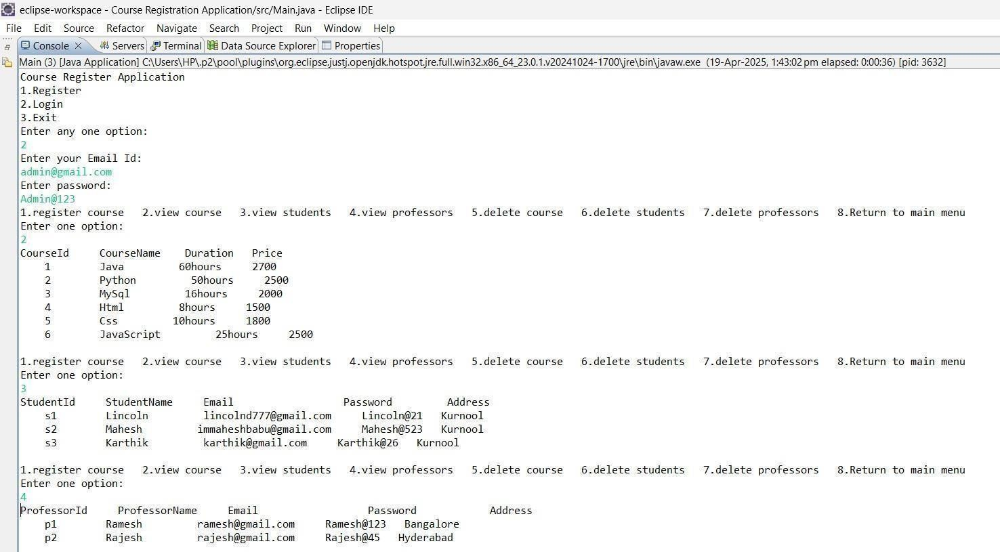 eclipse-workspace - Course Registration Application/src/Main.java - Eclipse IDE
File Edit Source Refactor Navigate Search Project Run Window Help
Console Servers Terminal Data Source Explorer Properties
Main (3) [Java Application] C:\Users\HP\.p2\pool\plugins\org.eclipse.justj.openjdk.hotspot.jre.full.win32.x86_64_23.0.1.v20241024-1700\jre\bin\javaw.exe (19-Apr-2025, 1:43:02 pm elapsed: 0:00:36) [pid: 3632]
Course Register Application
1.Register
2.Login
3.Exit
Enter any one option:
2
Enter your Email Id:
admin@gmail.com
Enter password:
Admin@123
1.register course 2.view course 3.view students 4.view professors 5.delete course 6.delete students 7.delete professors 8.Return to main menu
Enter one option:
2
CourseId CourseName Duration Price
1 Java 60hours 2700
2 Python 50hours 2500
3 MySql 16hours 2000
4 Html 8hours 1500
5 Css 10hours 1800
6 JavaScript 25hours 2500
1.register course 2.view course 3.view students 4.view professors 5.delete course 6.delete students 7.delete professors 8.Return to main menu
Enter one option:
3
StudentId StudentName Email Password Address
s1 Lincoln lincolnd777@gmail.com Lincoln@21 Kurnool
s2 Mahesh immaheshbabu@gmail.com Mahesh@523 Kurnool
s3 Karthik karthik@gmail.com Karthik@26 Kurnool
1.register course 2.view course 3.view students 4.view professors 5.delete course 6.delete students 7.delete professors 8.Return to main menu
Enter one option:
4
ProfessorId ProfessorName Email Password Address
p1 Ramesh ramesh@gmail.com Ramesh@123 Bangalore
p2 Rajesh rajesh@gmail.com Rajesh@45 Hyderabad